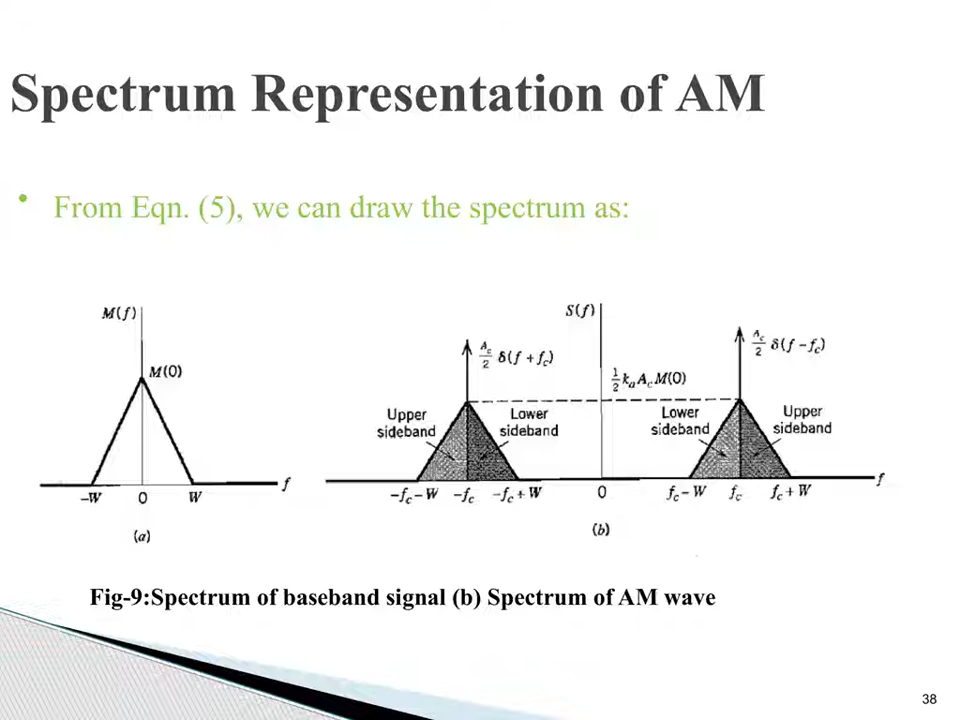 Spectrum Representation of AM
• From Eqn. (5), we can draw the spectrum as:
M(f)
M(0)
-W 0 W f
(a)
S(f)
A_c/2 δ(f + f_c)
A_c/2 δ(f - f_c)
1/2 k_a A_c M(0)
Upper sideband
Lower sideband
Lower sideband
Upper sideband
-f_c - W -f_c -f_c + W 0 f_c - W f_c f_c + W f
(b)
Fig-9:Spectrum of baseband signal (b) Spectrum of AM wave
38